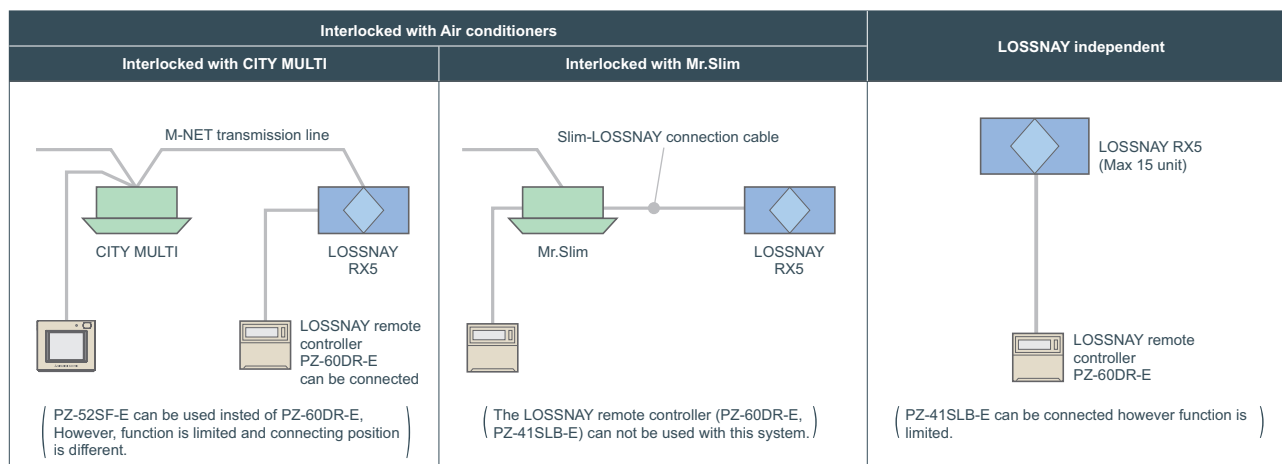 Interlocked with Air conditioners
LOSSNAY independent
Interlocked with CITY MULTI
Interlocked with Mr.Slim
M-NET transmission line
CITY MULTI
LOSSNAY
RX5
LOSSNAY remote
controller
PZ-60DR-E
can be connected
PZ-52SF-E can be used insted of PZ-60DR-E,
However, function is limited and connecting position
is different.
Slim-LOSSNAY connection cable
Mr.Slim
LOSSNAY
RX5
The LOSSNAY remote controller (PZ-60DR-E,
PZ-41SLB-E) can not be used with this system.
LOSSNAY RX5
(Max 15 unit)
LOSSNAY remote
controller
PZ-60DR-E
PZ-41SLB-E can be connected however function is
limited.